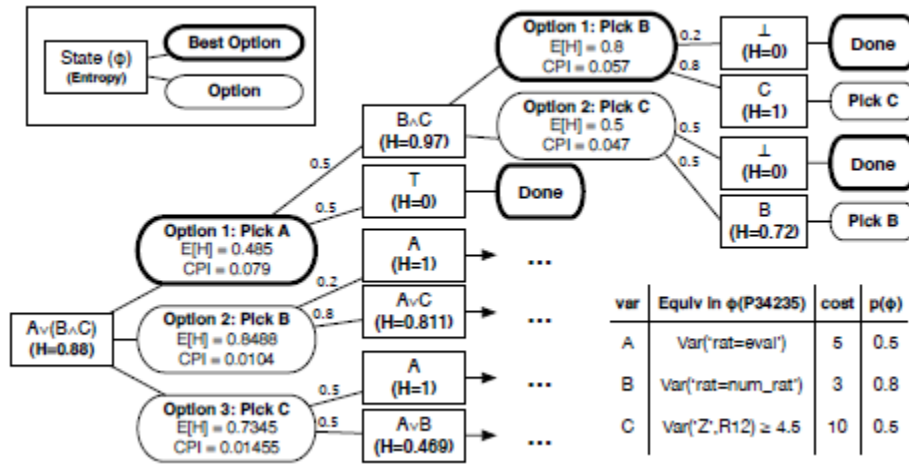 State (ϕ)
(Entropy)
Best Option
Option
Option 1: Pick B
E[H] = 0.8
CPI = 0.057
0.2
0.8
⊥
(H=0)
Done
C
(H=1)
Pick C
B∧C
(H=0.97)
Option 2: Pick C
E[H] = 0.5
CPI = 0.047
0.5
0.5
⊥
(H=0)
Done
B
(H=0.72)
Pick B
0.5
0.5
T
(H=0)
Done
Option 1: Pick A
E[H] = 0.485
CPI = 0.079
A∨(B∧C)
(H=0.88)
Option 2: Pick B
E[H] = 0.8488
CPI = 0.0104
0.2
0.8
A
(H=1)
...
A∨C
(H=0.811)
...
Option 3: Pick C
E[H] = 0.7345
CPI = 0.01455
0.5
0.5
A
(H=1)
...
A∨B
(H=0.469)
...
var Equiv in ϕ(P34235) cost p(ϕ)
A Var('rat=eval') 5 0.5
B Var('rat=num_rat') 3 0.8
C Var('Z',R12) ≥ 4.5 10 0.5